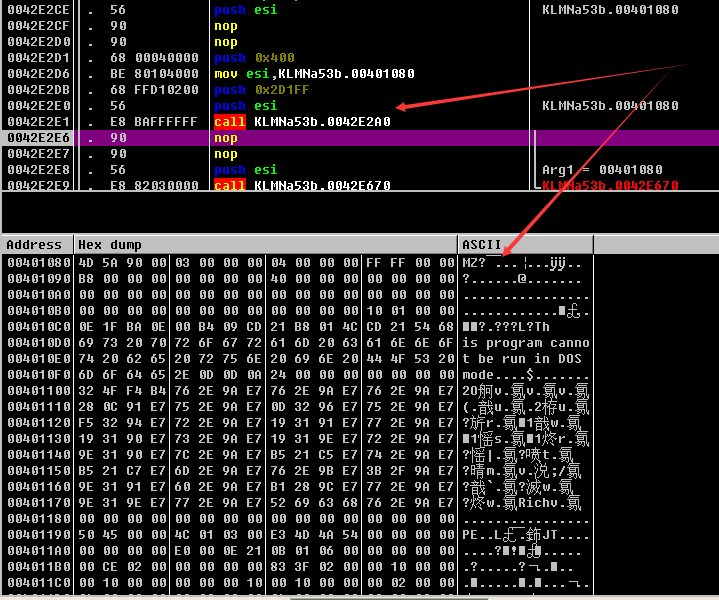 0042E2CE . 56 push esi KLMNa53b.00401080
0042E2CF . 90 nop
0042E2D0 . 90 nop
0042E2D1 . 68 00040000 push 0x400
0042E2D6 . BE 80104000 mov esi,KLMNa53b.00401080
0042E2DB . 68 FFD10200 push 0x2D1FF
0042E2E0 . 56 push esi KLMNa53b.00401080
0042E2E1 . E8 BAFFFFFF call KLMNa53b.0042E2A0
0042E2E6 . 90 nop
0042E2E7 . 90 nop
0042E2E8 . 56 push esi Arg1 = 00401080
0042E2E9 . E8 82030000 call KLMNa53b.0042E670 KLMNa53b.0042E670
Address Hex dump ASCII
00401080 4D 5A 90 00 03 00 00 00 04 00 00 00 FF FF 00 00 MZ? ... ¦...ÿÿ..
00401090 B8 00 00 00 00 00 00 00 40 00 00 00 00 00 00 00 ?.......@.......
004010A0 00 00 00 00 00 00 00 00 00 00 00 00 00 00 00 00 ................
004010B0 00 00 00 00 00 00 00 00 00 00 00 00 10 01 00 00
004010C0 0E 1F BA 0E 00 B4 09 CD 21 B8 01 4C CD 21 54 68 ?.???L?Th
004010D0 69 73 20 70 72 6F 67 72 61 6D 20 63 61 6E 6E 6F is program canno
004010E0 74 20 62 65 20 72 75 6E 20 69 6E 20 44 4F 53 20 t be run in DOS
004010F0 6D 6F 64 65 2E 0D 0D 0A 24 00 00 00 00 00 00 00 mode....$.......
00401100 32 4F F4 B4 76 2E 9A E7 76 2E 9A E7 76 2E 9A E7 2O舸v.氰v.氰v.氰
00401110 28 0C 91 E7 75 2E 9A E7 0D 32 96 E7 75 2E 9A E7 (.戠u.氰.2栫u.氰
00401120 F5 32 94 E7 72 2E 9A E7 19 31 91 E7 77 2E 9A E7 ?旂r.氰■1戠w.氰
00401130 19 31 90 E7 73 2E 9A E7 19 31 9E E7 72 2E 9A E7 ■1愮s.氰■1炵r.氰
00401140 9E 31 90 E7 7C 2E 9A E7 B5 21 C5 E7 74 2E 9A E7 ?愮|.氰?喷t.氰
00401150 B5 21 C7 E7 6D 2E 9A E7 76 2E 9B E7 3B 2F 9A E7 ?晴m.氰v.涚;/氰
00401160 9E 31 91 E7 60 2E 9A E7 B1 28 9C E7 77 2E 9A E7 ?戠`.氰?滅w.氰
00401170 9E 31 9E E7 77 2E 9A E7 52 69 63 68 76 2E 9A E7 ?炵w.氰Richv.氰
00401180 00 00 00 00 00 00 00 00 00 00 00 00 00 00 00 00 ................
00401190 50 45 00 00 4C 01 03 00 E3 4D 4A 54 00 00 00 00 PE..L
004011A0 00 00 00 00 E0 00 0E 21 0B 01 06 00 00 00 00 00
004011B0 00 CE 02 00 00 00 00 00 83 3F 02 00 00 10 00 00
004011C0 00 10 00 00 00 00 00 10 00 10 00 00 00 02 00 00